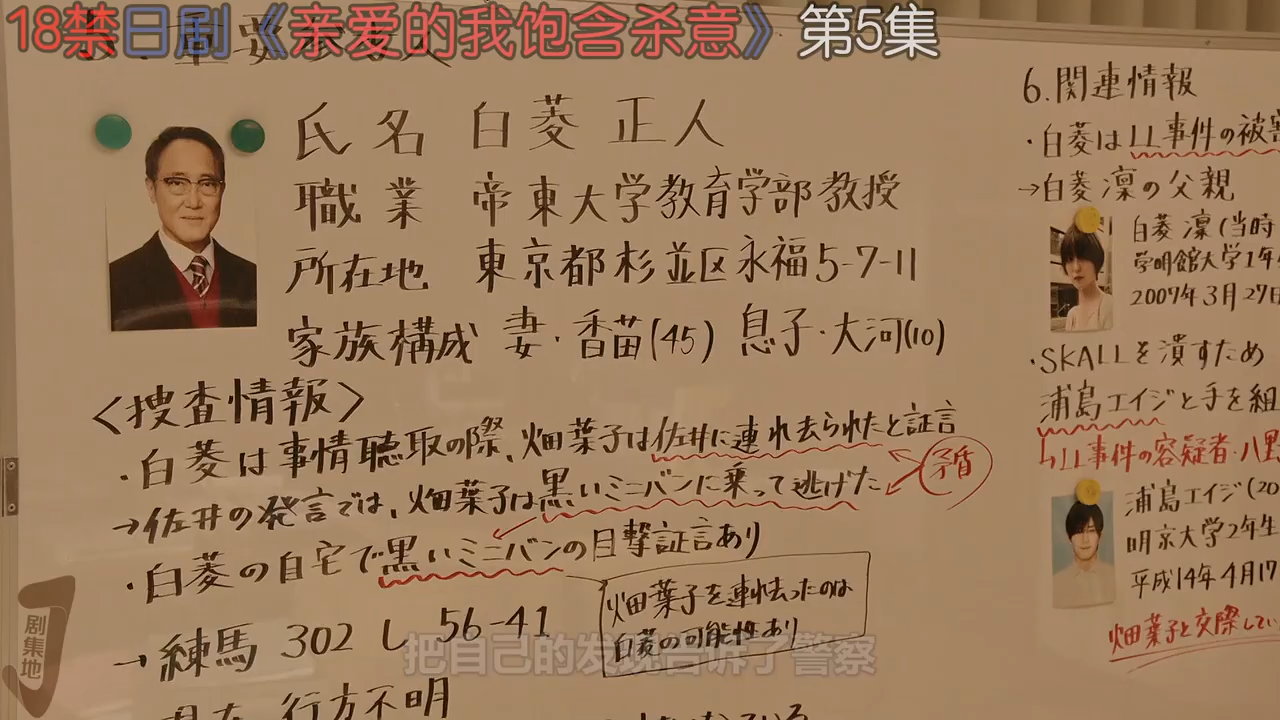 18禁日剧《亲爱的我饱含杀意》 第5集
氏名 白菱 正人
職業 帝東大学教育学部教授
所在地 東京都杉並区永福5-7-11
家族構成 妻・香苗(45) 息子・大河(10)
<捜査情報>
・白菱は事情聴取の際、畑葉子は佐井に連れ去られたと証言
→佐井の発言では、畑葉子は黒いミニバンに乗って逃げた
矛盾
・白菱の自宅で黒いミニバンの目撃証言あり
→練馬 302 し 56-41
畑葉子を連れ去ったのは
白菱の可能性あり
行方不明
6.関連情報
・白菱はLL事件の被害
→白菱凛の父親
白菱 凛(当時
学明館大学1年
2007年3月27日
・SKALLを潰すため
浦島エイジと手を組
↳LL事件の容疑者・八野
浦島エイジ(20
明京大学2年生
平成14年4月17
畑葉子と交際してい
剧集地
把自己的发现告诉了警察